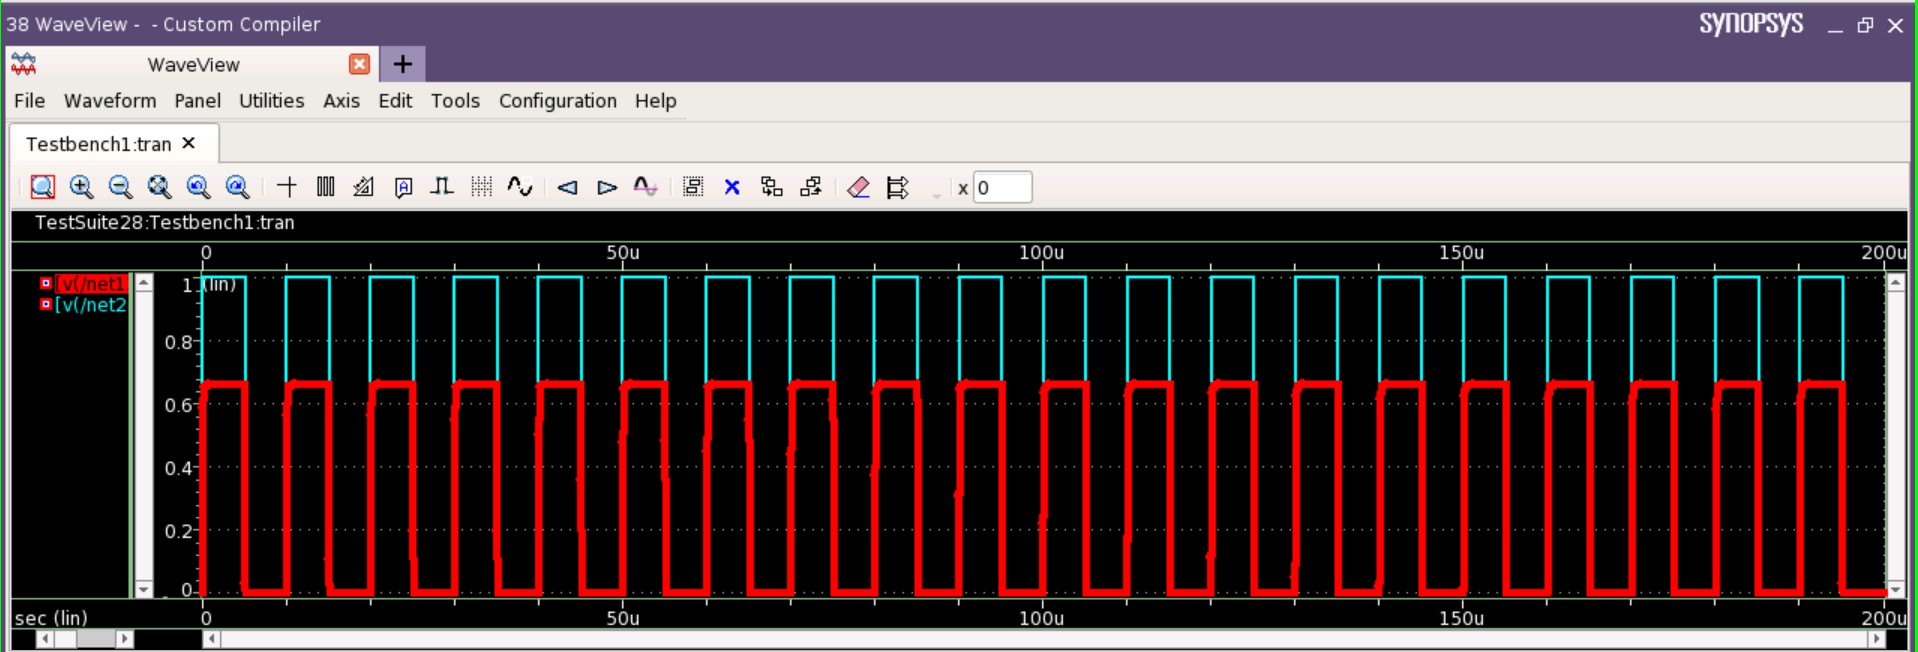 38 WaveView - - Custom Compiler SYNOPSYS
WaveView
File Waveform Panel Utilities Axis Edit Tools Configuration Help
Testbench1:tran
x 0
TestSuite28:Testbench1:tran
0 50u 100u 150u 200u
[v(/net1
[v(/net2
1 (lin)
0.8
0.6
0.4
0.2
0
sec (lin) 0 50u 100u 150u 200u